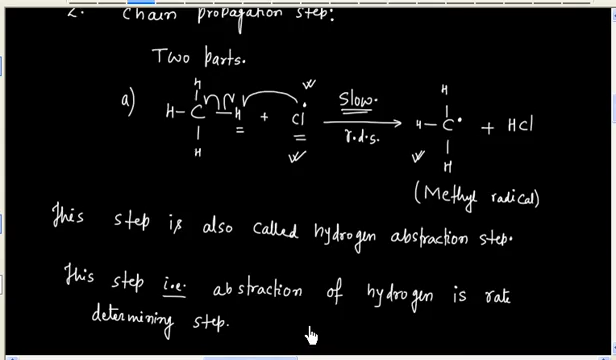 2. Chain propagation step:
Two parts.
a) H H-C-H H + Cl Slow. r.d.s. H H-C H + HCl
(Methyl radical)
This step is also called hydrogen abstraction step.
This step i.e. abstraction of hydrogen is rate
determining step.